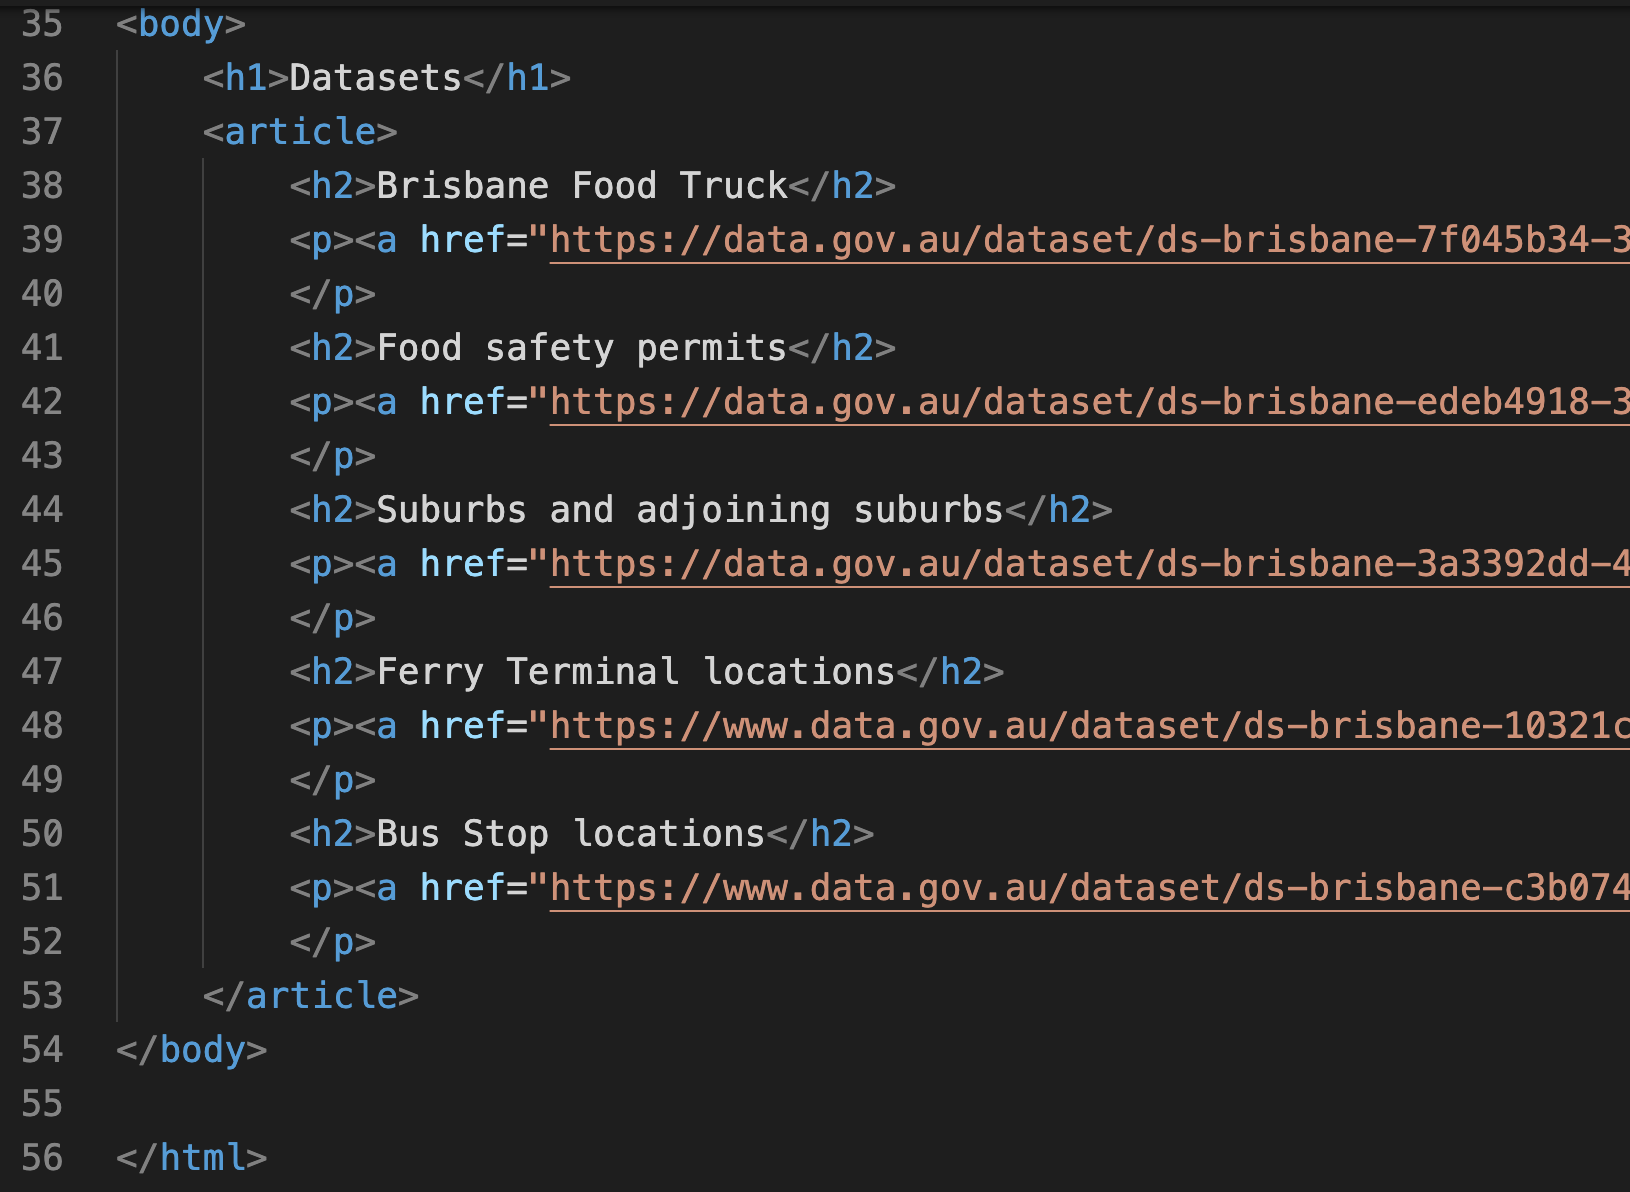 35 <body>
36 <h1>Datasets</h1>
37 <article>
38 <h2>Brisbane Food Truck</h2>
39 <p><a href="https://data.gov.au/dataset/ds-brisbane-7f045b34-3
40 </p>
41 <h2>Food safety permits</h2>
42 <p><a href="https://data.gov.au/dataset/ds-brisbane-edeb4918-3
43 </p>
44 <h2>Suburbs and adjoining suburbs</h2>
45 <p><a href="https://data.gov.au/dataset/ds-brisbane-3a3392dd-4
46 </p>
47 <h2>Ferry Terminal locations</h2>
48 <p><a href="https://www.data.gov.au/dataset/ds-brisbane-10321c
49 </p>
50 <h2>Bus Stop locations</h2>
51 <p><a href="https://www.data.gov.au/dataset/ds-brisbane-c3b074
52 </p>
53 </article>
54 </body>
55
56 </html>